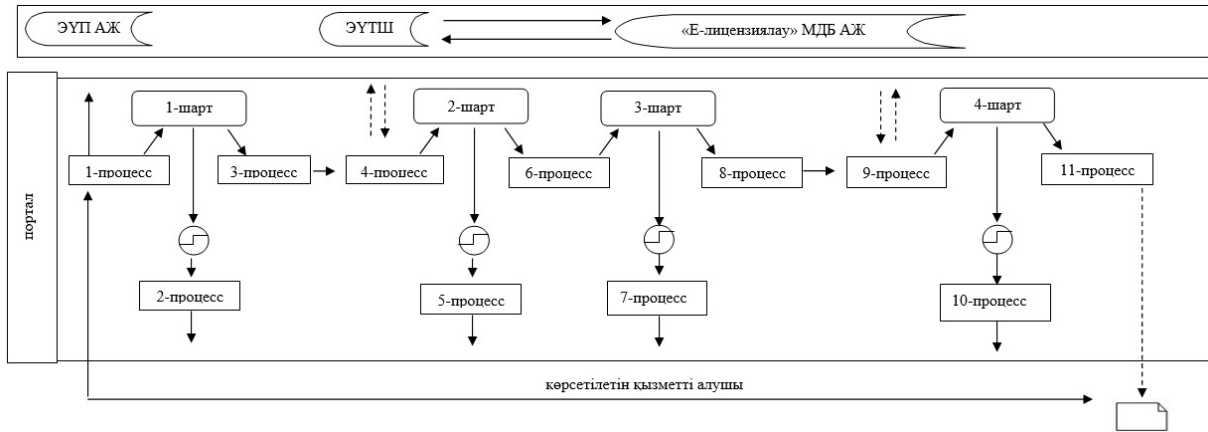 ЭҮП АЖ
ЭҮТШ
«Е-лицензиялау» МДБ АЖ
портал
1-шарт
2-шарт
3-шарт
4-шарт
1-процесс
3-процесс
4-процесс
6-процесс
8-процесс
9-процесс
11-процесс
2-процесс
5-процесс
7-процесс
10-процесс
көрсетілетін қызметті алушы